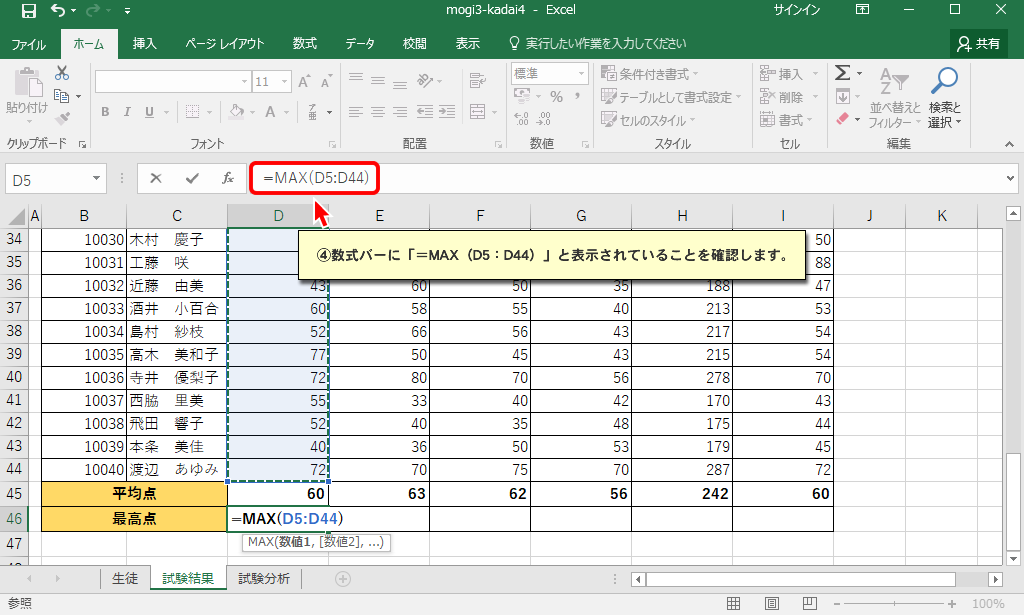 mogi3-kadai4 - Excel サインイン
ファイル ホーム 挿入 ページ レイアウト 数式 データ 校閲 表示 実行したい作業を入力してください 共有
貼り付け 11 A A 標準 条件付き書式 挿入 Σ
B I U A % , テーブルとして書式設定 削除 並べ替えと フィルター 検索と 選択
セルのスタイル 書式
クリップボード フォント 配置 数値 スタイル セル 編集
D5 fx =MAX(D5:D44)
A B C D E F G H I J K
④数式バーに「=MAX(D5:D44)」と表示されていることを確認します。
34 10030 木村 慶子 50
35 10031 工藤 咲 88
36 10032 近藤 由美 43 60 50 35 188 47
37 10033 酒井 小百合 60 58 55 40 213 53
38 10034 島村 紗枝 52 66 56 43 217 54
39 10035 高木 美和子 77 50 45 43 215 54
40 10036 寺井 優梨子 72 80 70 56 278 70
41 10037 西脇 里美 55 33 40 42 170 43
42 10038 飛田 響子 52 40 35 48 175 44
43 10039 本条 美佳 40 36 50 53 179 45
44 10040 渡辺 あゆみ 72 70 75 70 287 72
45 平均点 60 63 62 56 242 60
46 最高点 =MAX(D5:D44)
47 MAX(数値1, [数値2], ...)
生徒 試験結果 試験分析
参照 100%